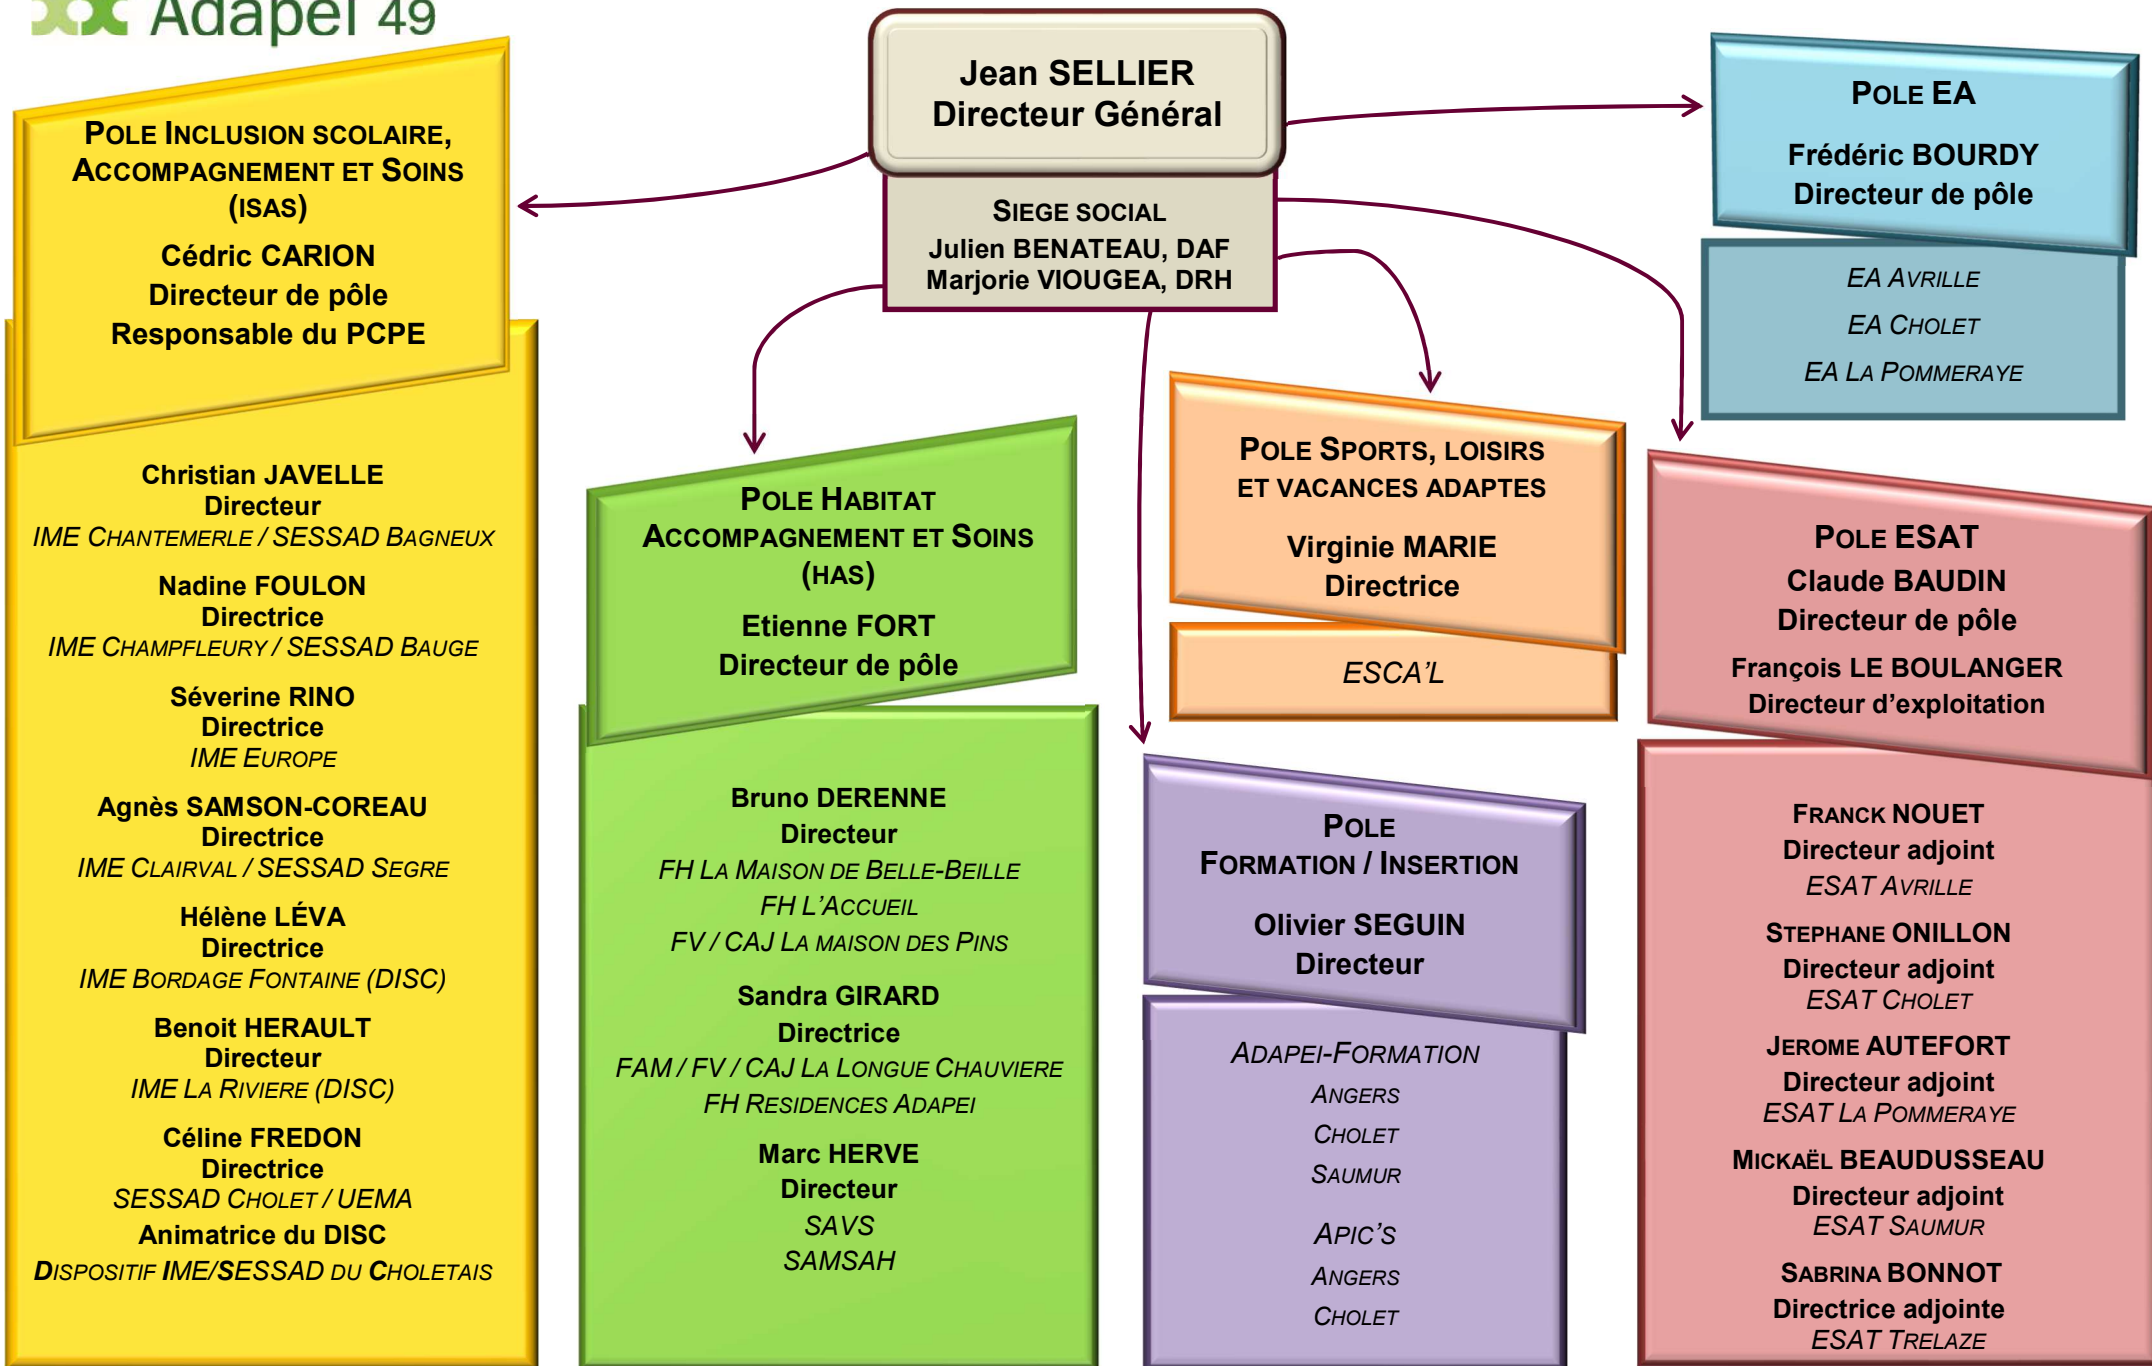 Adapei 49
Jean SELLIER
Directeur Général
SIEGE SOCIAL
Julien BENATEAU, DAF
Marjorie VIOUGEA, DRH
POLE INCLUSION SCOLAIRE,
ACCOMPAGNEMENT ET SOINS
(ISAS)
Cédric CARION
Directeur de pôle
Responsable du PCPE
Christian JAVELLE
Directeur
IME CHANTEMERLE / SESSAD BAGNEUX
Nadine FOULON
Directrice
IME CHAMPFLEURY / SESSAD BAUGE
Séverine RINO
Directrice
IME EUROPE
Agnès SAMSON-COREAU
Directrice
IME CLAIRVAL / SESSAD SEGRE
Hélène LÉVA
Directrice
IME BORDAGE FONTAINE (DISC)
Benoit HERAULT
Directeur
IME LA RIVIERE (DISC)
Céline FREDON
Directrice
SESSAD CHOLET / UEMA
Animatrice du DISC
DISPOSITIF IME/SESSAD DU CHOLETAIS
POLE HABITAT
ACCOMPAGNEMENT ET SOINS
(HAS)
Etienne FORT
Directeur de pôle
Bruno DERENNE
Directeur
FH LA MAISON DE BELLE-BEILLE
FH L'ACCUEIL
FV / CAJ LA MAISON DES PINS
Sandra GIRARD
Directrice
FAM / FV / CAJ LA LONGUE CHAUVIERE
FH RESIDENCES ADAPEI
Marc HERVE
Directeur
SAVS
SAMSAH
POLE
FORMATION / INSERTION
Olivier SEGUIN
Directeur
ADAPEI-FORMATION
ANGERS
CHOLET
SAUMUR
APIC'S
ANGERS
CHOLET
POLE SPORTS, LOISIRS
ET VACANCES ADAPTES
Virginie MARIE
Directrice
ESCA'L
POLE ESAT
Claude BAUDIN
Directeur de pôle
François LE BOULANGER
Directeur d'exploitation
FRANCK NOUET
Directeur adjoint
ESAT AVRILLE
STEPHANE ONILLON
Directeur adjoint
ESAT CHOLET
JEROME AUTEFORT
Directeur adjoint
ESAT LA POMMERAYE
MICKAËL BEAUDUSSEAU
Directeur adjoint
ESAT SAUMUR
SABRINA BONNOT
Directrice adjointe
ESAT TRELAZE
POLE EA
Frédéric BOURDY
Directeur de pôle
EA AVRILLE
EA CHOLET
EA LA POMMERAYE